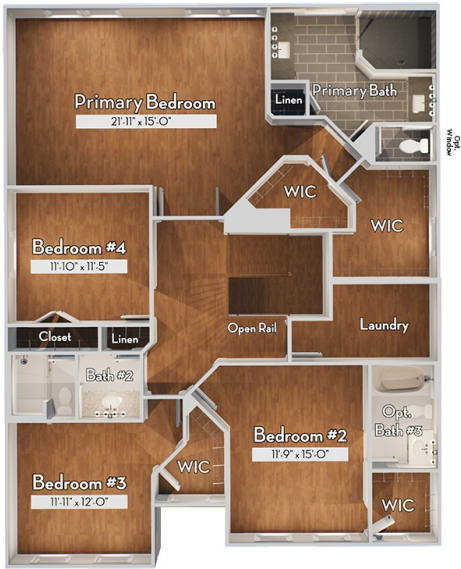 Primary Bedroom
21'-11" x 15'-0"
Linen
Primary Bath
Opt.
Window
WIC
WIC
Bedroom #4
11'-10" x 11'-5"
Closet
Linen
Open Rail
Laundry
Bath #2
Bedroom #2
11'-9" x 15'-0"
Opt.
Bath #3
Bedroom #3
11'-11" x 12'-0"
WIC
WIC